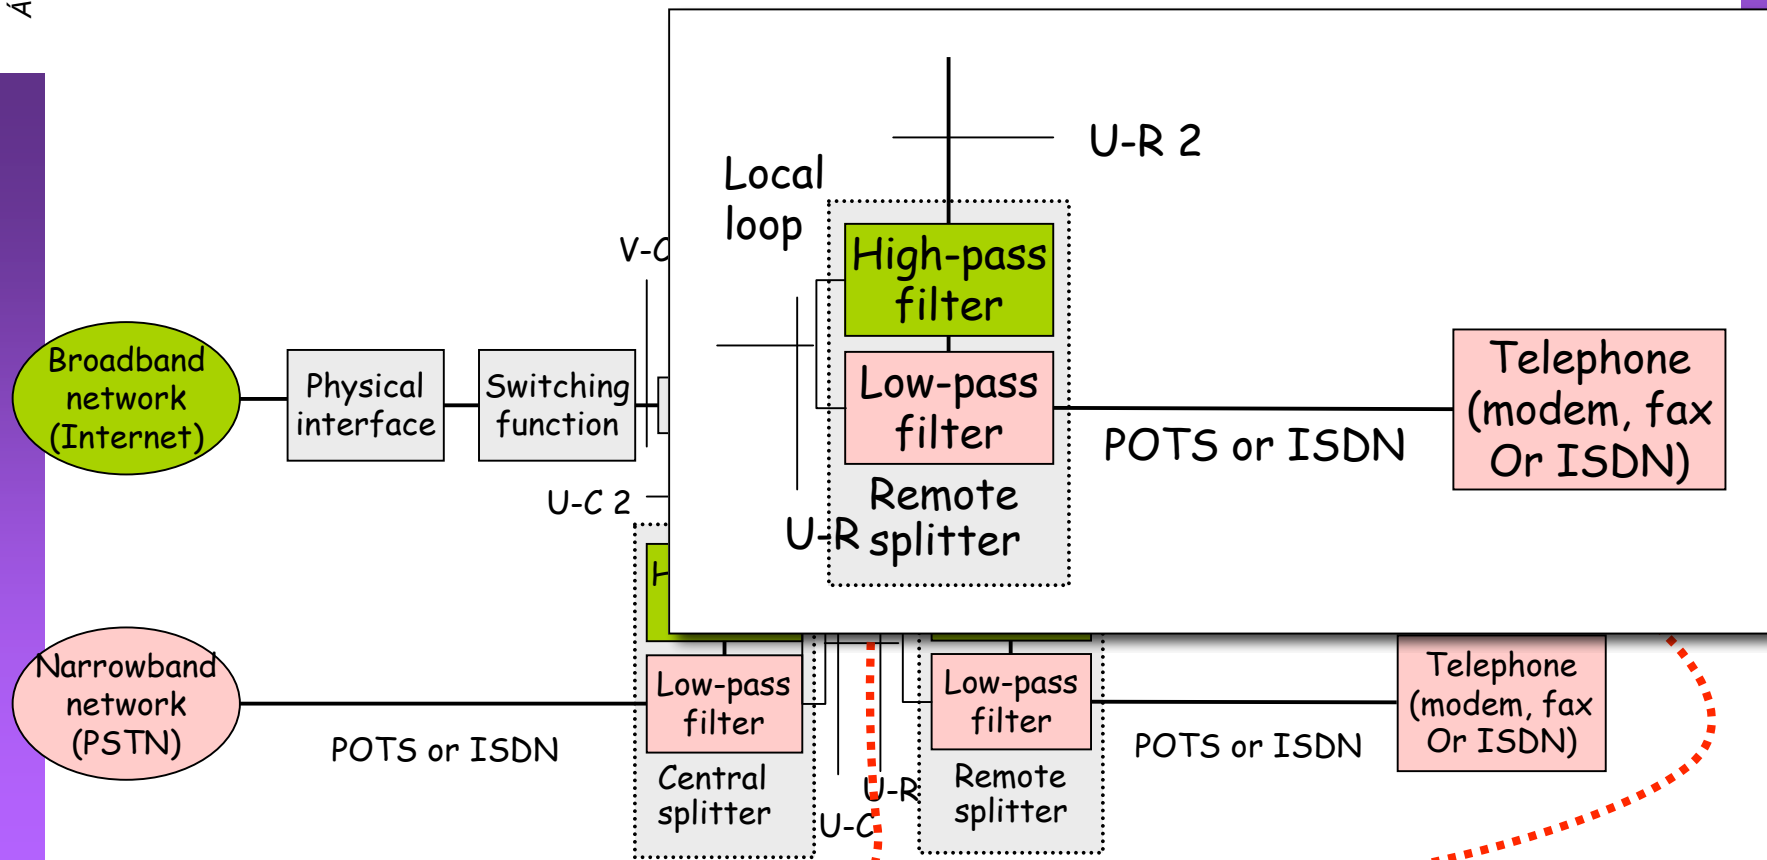 Á
U-R 2
Local
loop
V-C
High-pass
filter
Low-pass
filter
Remote
splitter
U-R
POTS or ISDN
Telephone
(modem, fax
Or ISDN)
Broadband
network
(Internet)
Physical
interface
Switching
function
U-C 2
H
Narrowband
network
(PSTN)
POTS or ISDN
Low-pass
filter
Central
splitter
U-C
U-R
Low-pass
filter
Remote
splitter
POTS or ISDN
Telephone
(modem, fax
Or ISDN)